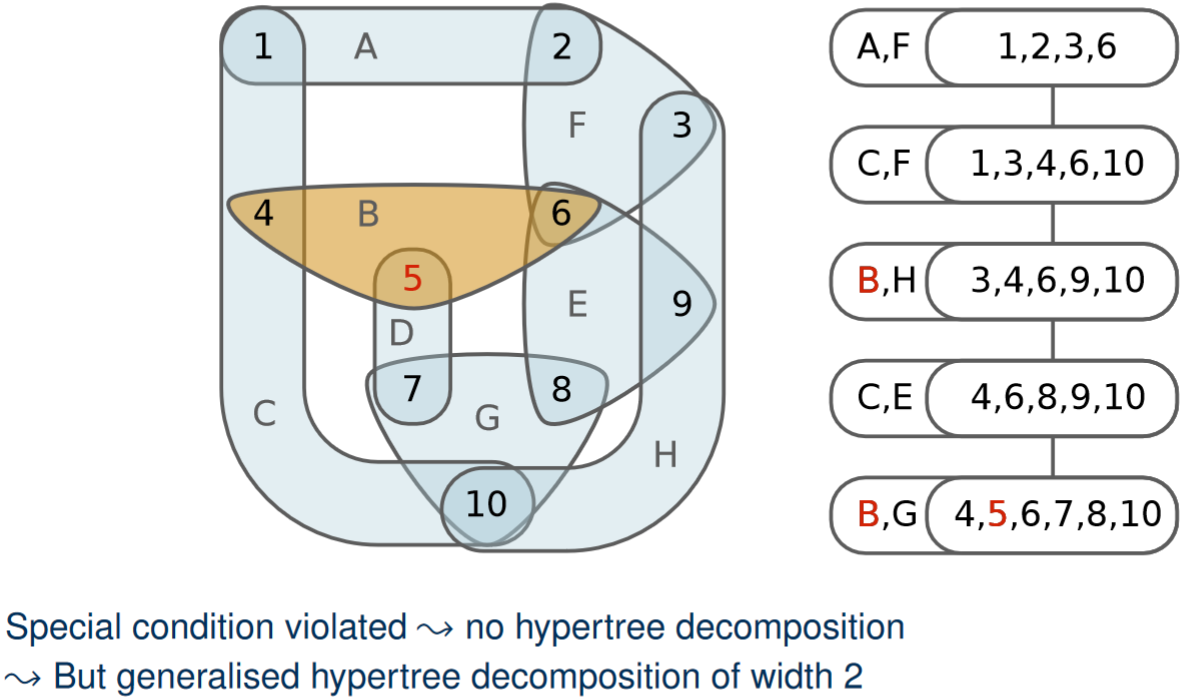 1 A 2
F 3
4 B 6
5
D E 9
7 8
C G
H
10
A,F 1,2,3,6
C,F 1,3,4,6,10
B,H 3,4,6,9,10
C,E 4,6,8,9,10
B,G 4,5,6,7,8,10
Special condition violated ⤳ no hypertree decomposition
⤳ But generalised hypertree decomposition of width 2